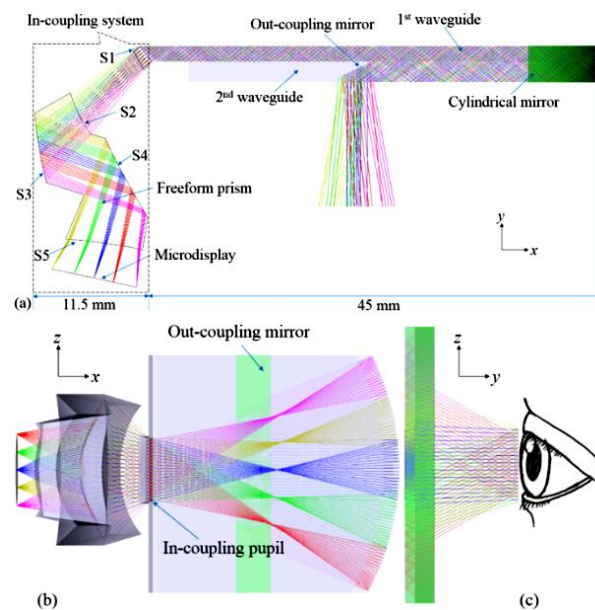 In-coupling system
Out-coupling mirror
1st waveguide
S1
2nd waveguide
Cylindrical mirror
S2
S4
S3
Freeform prism
S5
Microdisplay
y
x
(a)
11.5 mm
45 mm
z
x
Out-coupling mirror
z
y
In-coupling pupil
(b)
(c)